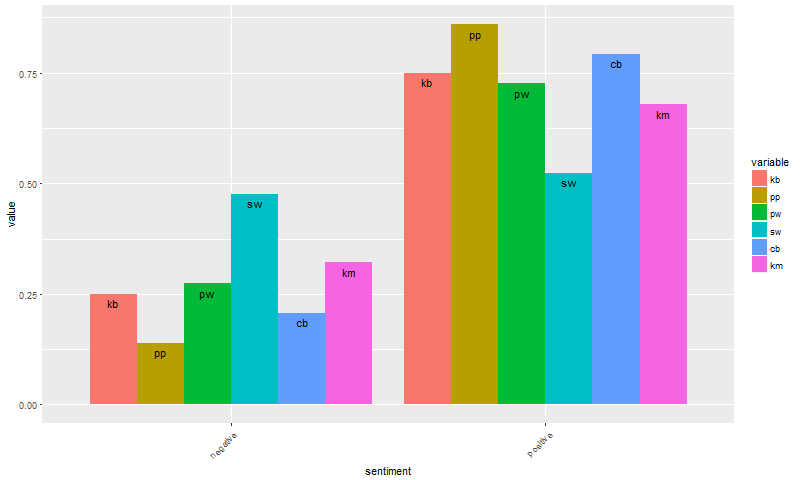 0.75
0.50
0.25
0.00
value
kb
pp
pw
sw
cb
km
kb
pp
pw
sw
cb
km
negative
positive
sentiment
variable
kb
pp
pw
sw
cb
km